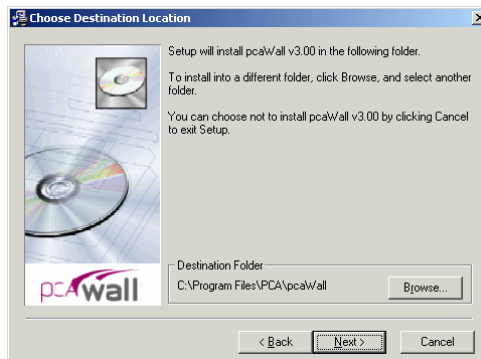 Choose Destination Location
Setup will install pcaWall v3.00 in the following folder.
To install into a different folder, click Browse, and select another
folder.
You can choose not to install pcaWall v3.00 by clicking Cancel
to exit Setup.
pcAwall
Destination Folder
C:\Program Files\PCA\pcaWall
Browse...
< Back
Next >
Cancel